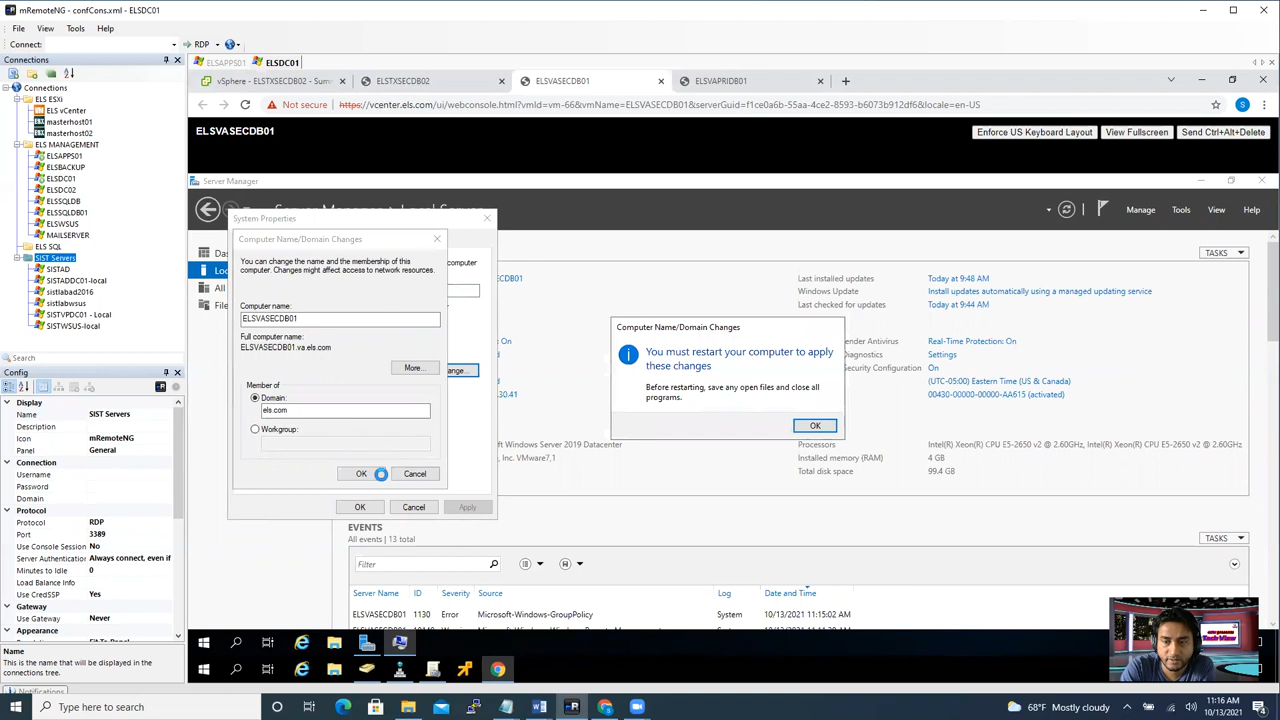 mRemoteNG - confCons.xml - ELSDC01
File View Tools Help
Connect: RDP
Connections
ELSAPPS01 ELSDC01
vSphere - ELSTXSECDB02 - Sum ELSTXSECDB02 ELSVASECDB01 ELSVAPRIDB01
Not secure https://vcenter.els.com/ui/webconsole.html?vmId=vm-66&vmName=ELSVASECDB01&serverGuid=
ELSVASECDB01
Enforce US Keyboard Layout View Fullscreen Send Ctrl+Alt+Delete
Connections
ELS ESXi
ELS vCenter
masterhost01
masterhost02
ELS MANAGEMENT
ELSAPPS01
ELSBACKUP
ELSDC01
ELSDC02
ELSSQLDB
ELSSQLDB01
ELSWSUS
MAILSERVER
ELS SQL
SIST Servers
SISTAD
SISTADDC01-local
sistlabad2016
sistlabwsus
SISTVPDC01 - Local
SISTWSUS-local
Search
Config
Display
Name SIST Servers
Description
Icon mRemoteNG
Panel General
Connection
Username
Password
Domain
Protocol
Protocol RDP
Port 3389
Use Console Session No
Server Authentication Always connect, even if
Minutes to Idle 0
Load Balance Info
Use CredSSP Yes
Gateway
Use Gateway Never
Appearance
Name
This is the name that will be displayed in the connections tree.
Notifications
Server Manager
Manage Tools View Help
TASKS
System Properties
Computer Name/Domain Changes
You can change the name and the membership of this
computer. Changes might affect access to network resources.
Computer name:
ELSVASECDB01
Full computer name:
ELSVASECDB01.va.els.com
More...
Member of
Domain:
els.com
Workgroup:
OK Cancel
OK Cancel Apply
Computer Name/Domain Changes
You must restart your computer to apply
these changes
Before restarting, save any open files and close all
programs.
OK
Last installed updates Today at 9:48 AM
Windows Update Install updates automatically using a managed updating service
Last checked for updates Today at 9:44 AM
Real-Time Protection: On
Settings
On
(UTC-05:00) Eastern Time (US & Canada)
00430-00000-00000-AA615 (activated)
Processors Intel(R) Xeon(R) CPU E5-2650 v2 @ 2.60GHz, Intel(R) Xeon(R) CPU E5-2650 v2 @ 2.60GHz
Installed memory (RAM) 4 GB
Total disk space 99.4 GB
EVENTS
All events | 13 total
TASKS
Filter
Server Name ID Severity Source Log Date and Time
ELSVASECDB01 1130 Error Microsoft-Windows-GroupPolicy System 10/13/2021 11:15:02 AM
Type here to search
68°F Mostly cloudy
11:16 AM
10/13/2021